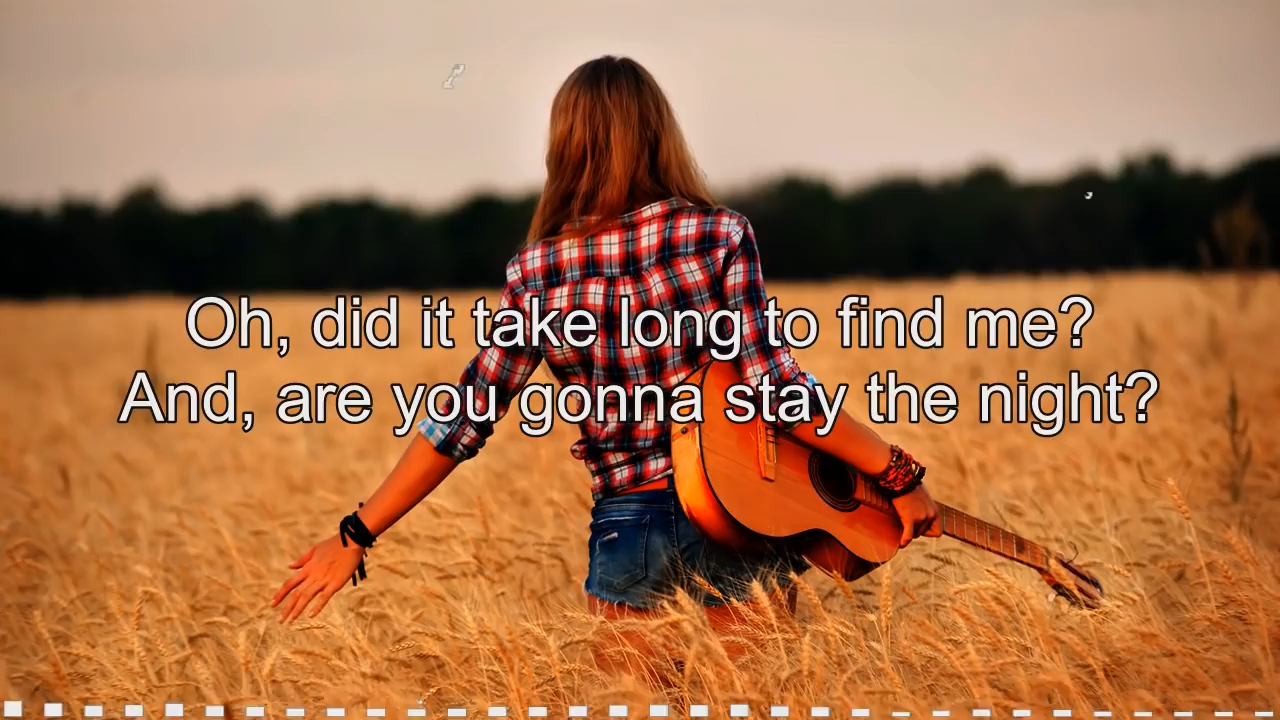 Oh, did it take long to find me?
And, are you gonna stay the night?